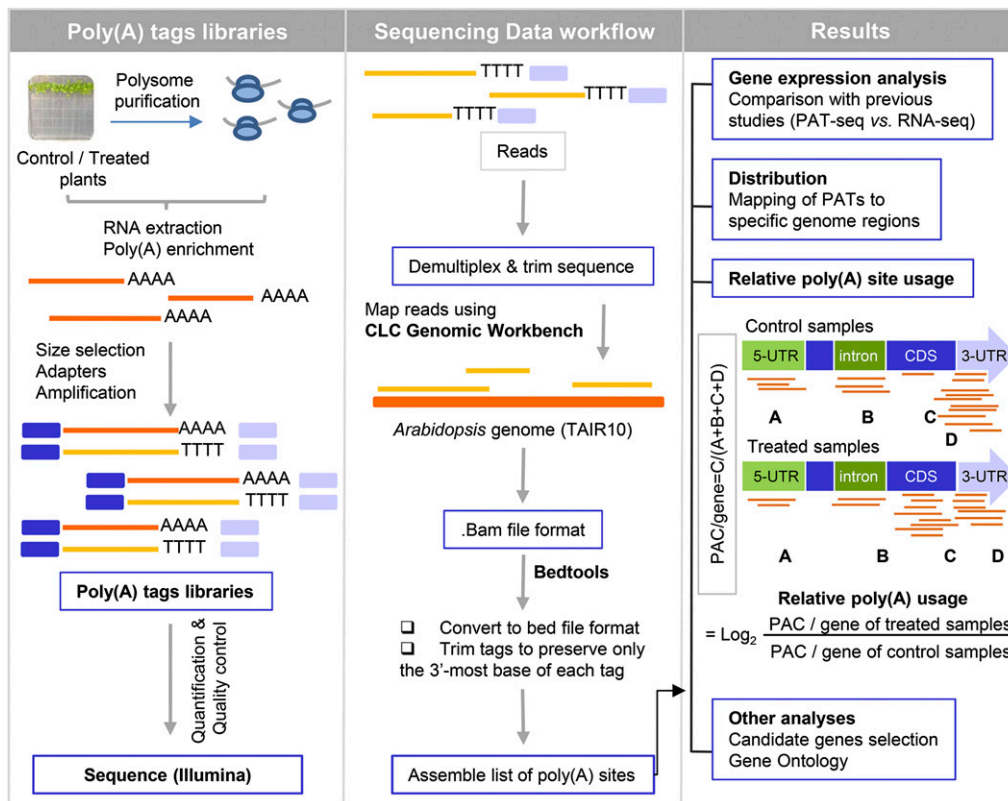 Poly(A) tags libraries
Polysome
purification
Control / Treated
plants
RNA extraction
Poly(A) enrichment
AAAA
AAAA
AAAA
Size selection
Adapters
Amplification
AAAA
TTTT
AAAA
TTTT
AAAA
TTTT
Poly(A) tags libraries
Quantification &
Quality control
Sequence (Illumina)
Sequencing Data workflow
TTTT
TTTT
TTTT
Reads
Demultiplex & trim sequence
Map reads using
CLC Genomic Workbench
Arabidopsis genome (TAIR10)
.Bam file format
Bedtools
Convert to bed file format
Trim tags to preserve only
the 3'-most base of each tag
Assemble list of poly(A) sites
Results
Gene expression analysis
Comparison with previous
studies (PAT-seq vs. RNA-seq)
Distribution
Mapping of PATs to
specific genome regions
Relative poly(A) site usage
PAC/gene=C/(A+B+C+D)
Control samples
5-UTR intron CDS 3-UTR
A B C D
Treated samples
5-UTR intron CDS 3-UTR
A B C D
Relative poly(A) usage
= Log2 PAC / gene of treated samples
PAC / gene of control samples
Other analyses
Candidate genes selection
Gene Ontology